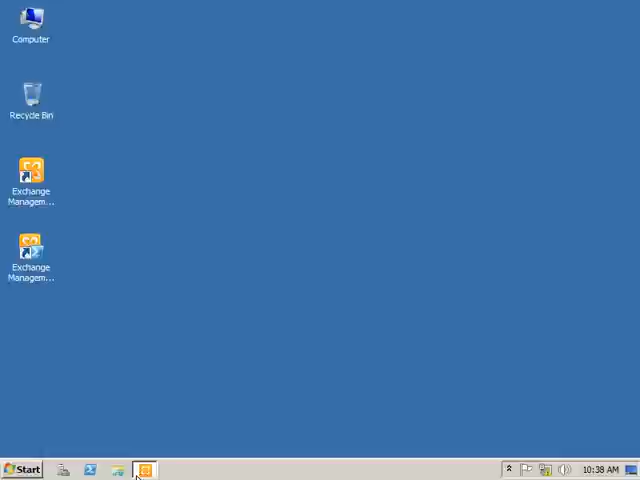 Computer
Recycle Bin
Exchange
Managem...
Exchange
Managem...
Start
10:38 AM